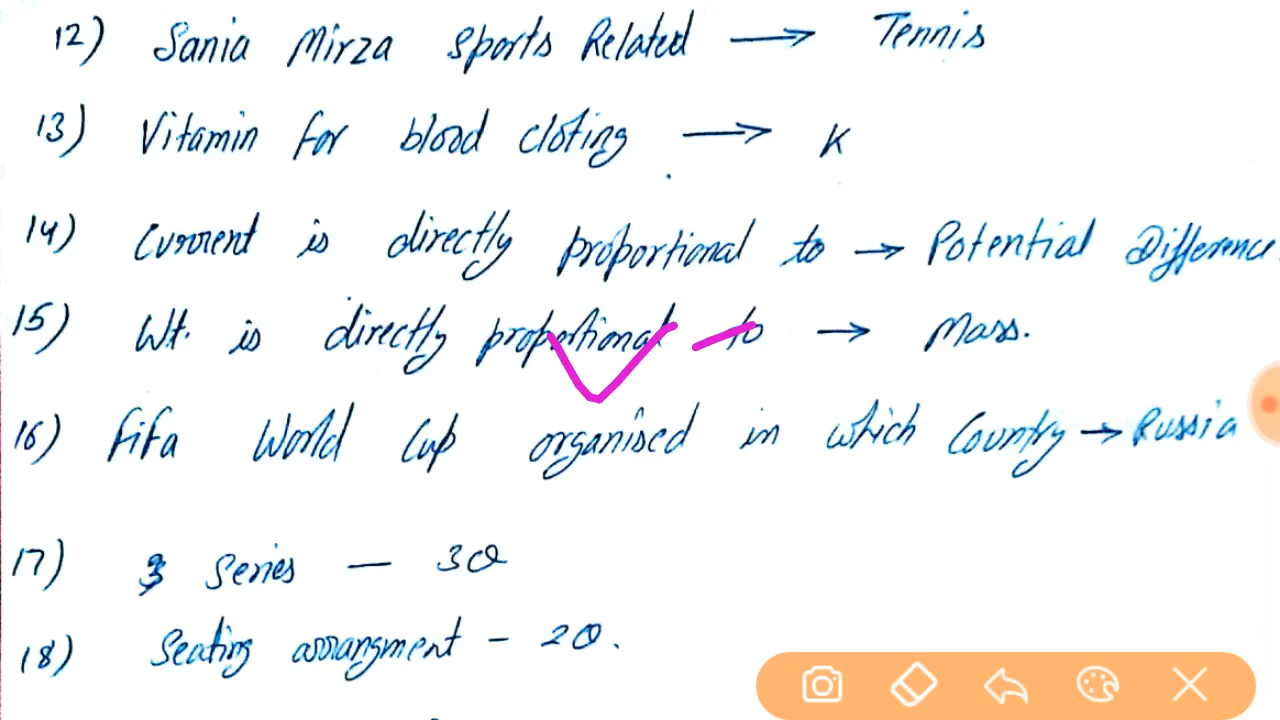 12) Sania Mirza Sports Related → Tennis
13) Vitamin for blood cloting → K
14) Current is directly proportional to → Potential Difference
15) Wt. is directly proportional to → Mass.
16) Fifa World Cup organised in which Country → Russia
17) 3 Series — 3Q
18) Seating arrangment - 2Q.